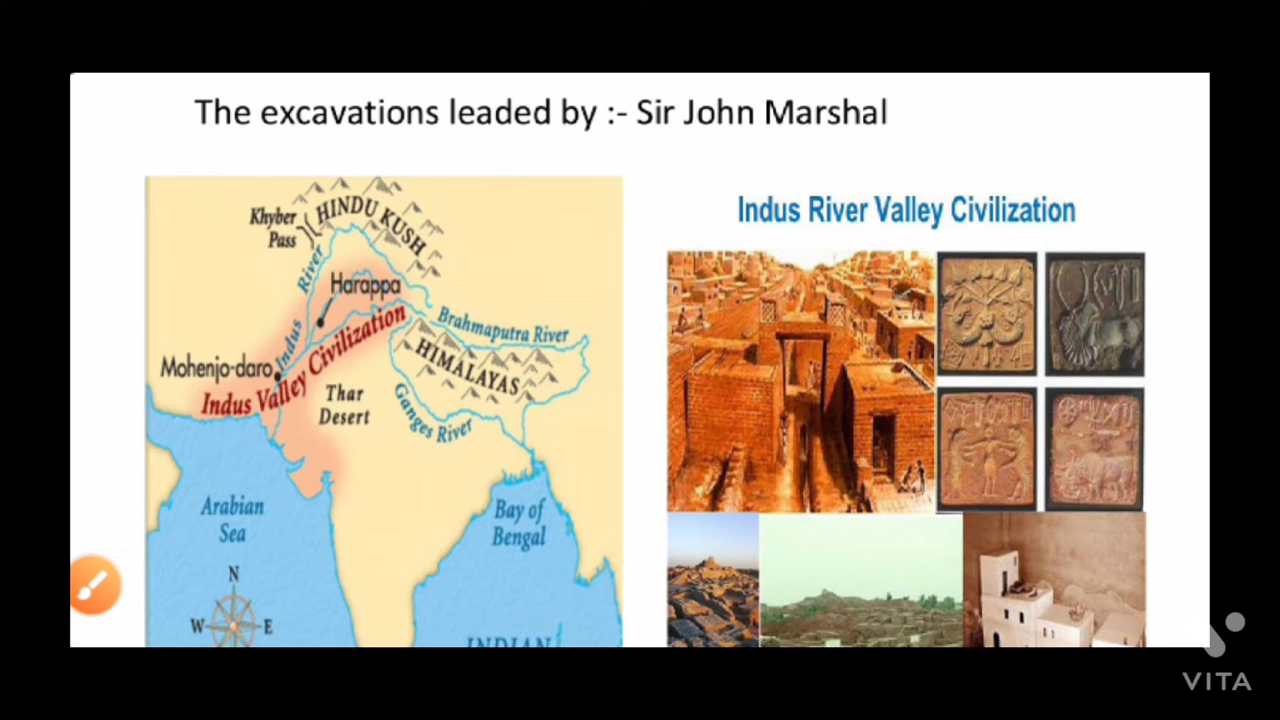 The excavations leaded by :- Sir John Marshal
Indus River Valley Civilization
Khyber
Pass
HINDU KUSH
River
Harappa
Indus
Brahmaputra River
Mohenjo-daro
Indus Valley Civilization
HIMALAYAS
Thar
Desert
Ganges River
Arabian
Sea
Bay of
Bengal
N
W
E
INDIAN
VITA